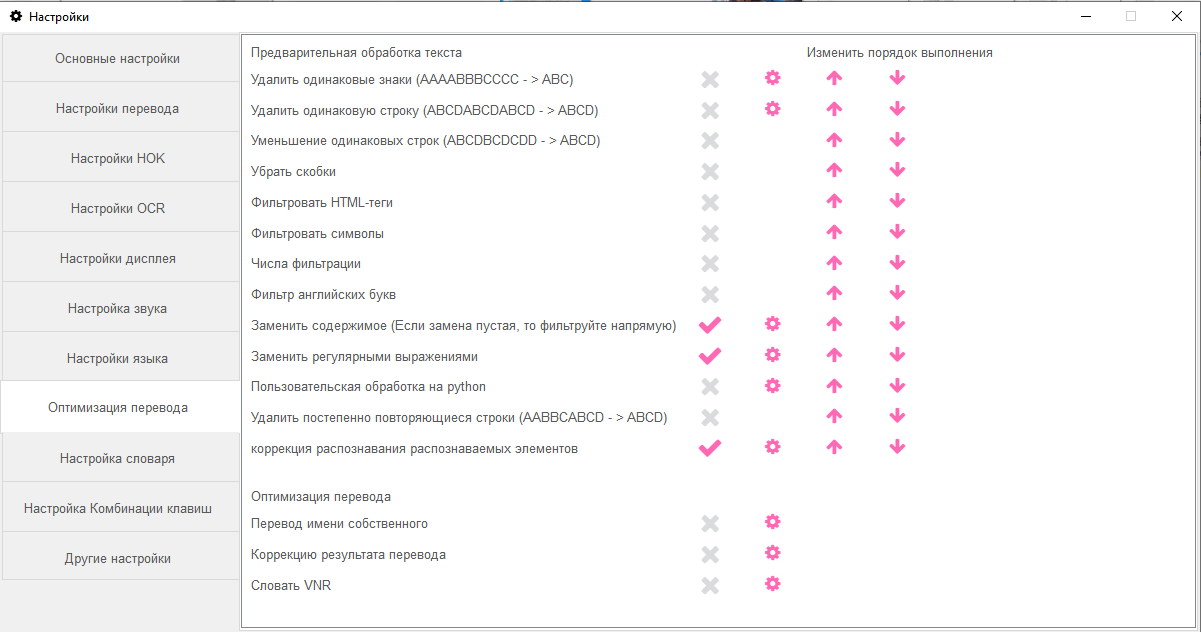 Настройки
Основные настройки
Настройки перевода
Настройки HOK
Настройки OCR
Настройки дисплея
Настройка звука
Настройки языка
Оптимизация перевода
Настройка словаря
Настройка Комбинации клавиш
Другие настройки
Предварительная обработка текста
Изменить порядок выполнения
Удалить одинаковые знаки (AAAABBBCCCC - > ABC)
Удалить одинаковую строку (ABCDABCDABCD - > ABCD)
Уменьшение одинаковых строк (ABCDBCDCDD - > ABCD)
Убрать скобки
Фильтровать HTML-теги
Фильтровать символы
Числа фильтрации
Фильтр английских букв
Заменить содержимое (Если замена пустая, то фильтруйте напрямую)
Заменить регулярными выражениями
Пользовательская обработка на python
Удалить постепенно повторяющиеся строки (AABBCABCD - > ABCD)
коррекция распознавания распознаваемых элементов
Оптимизация перевода
Перевод имени собственного
Коррекцию результата перевода
Словать VNR